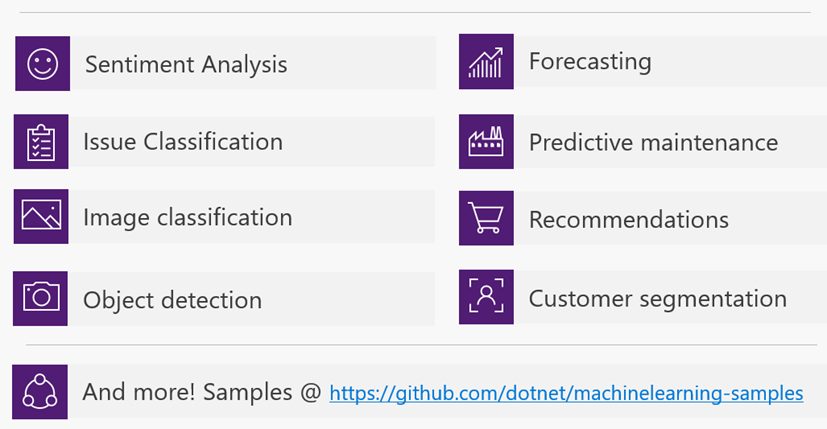 Sentiment Analysis
Forecasting
Issue Classification
Predictive maintenance
Image classification
Recommendations
Object detection
Customer segmentation
And more! Samples @ https://github.com/dotnet/machinelearning-samples